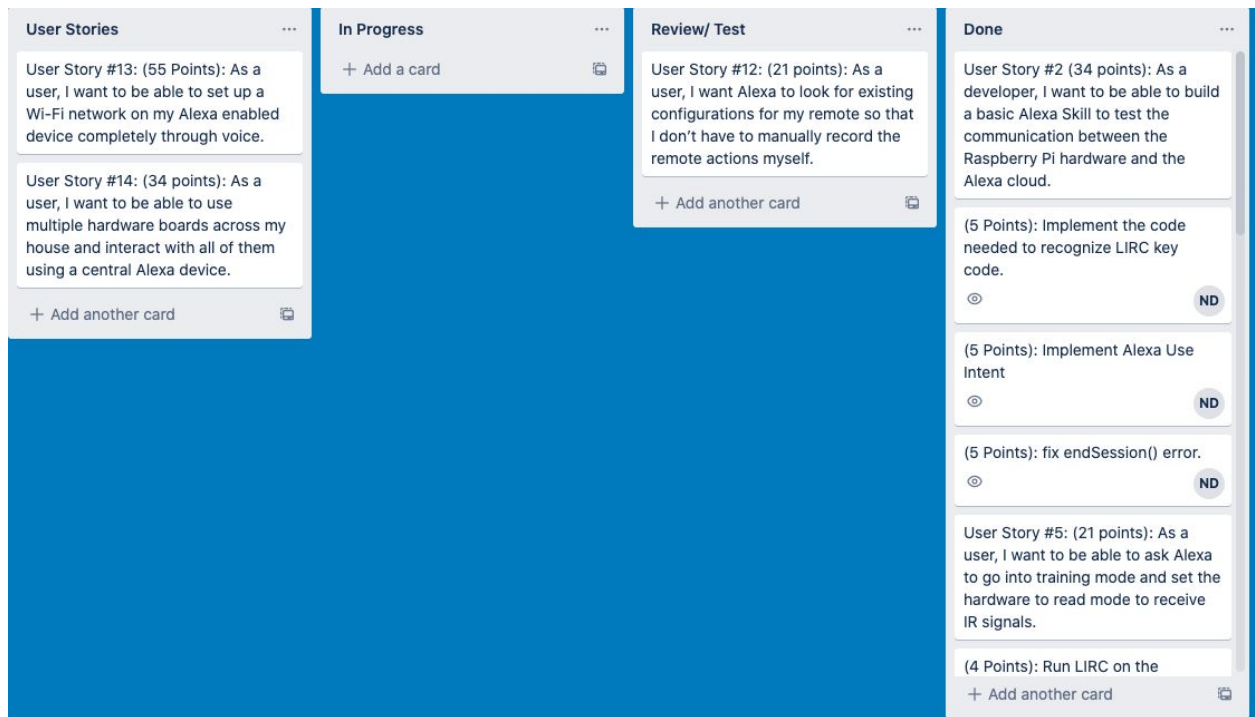 User Stories
User Story #13: (55 Points): As a
user, I want to be able to set up a
Wi-Fi network on my Alexa enabled
device completely through voice.
User Story #14: (34 points): As a
user, I want to be able to use
multiple hardware boards across my
house and interact with all of them
using a central Alexa device.
+ Add another card
In Progress
+ Add a card
Review/ Test
User Story #12: (21 points): As a
user, I want Alexa to look for existing
configurations for my remote so that
I don't have to manually record the
remote actions myself.
+ Add another card
Done
User Story #2 (34 points): As a
developer, I want to be able to build
a basic Alexa Skill to test the
communication between the
Raspberry Pi hardware and the
Alexa cloud.
(5 Points): Implement the code
needed to recognize LIRC key
code.
ND
(5 Points): Implement Alexa Use
Intent
ND
(5 Points): fix endSession() error.
ND
User Story #5: (21 points): As a
user, I want to be able to ask Alexa
to go into training mode and set the
hardware to read mode to receive
IR signals.
(4 Points): Run LIRC on the
+ Add another card